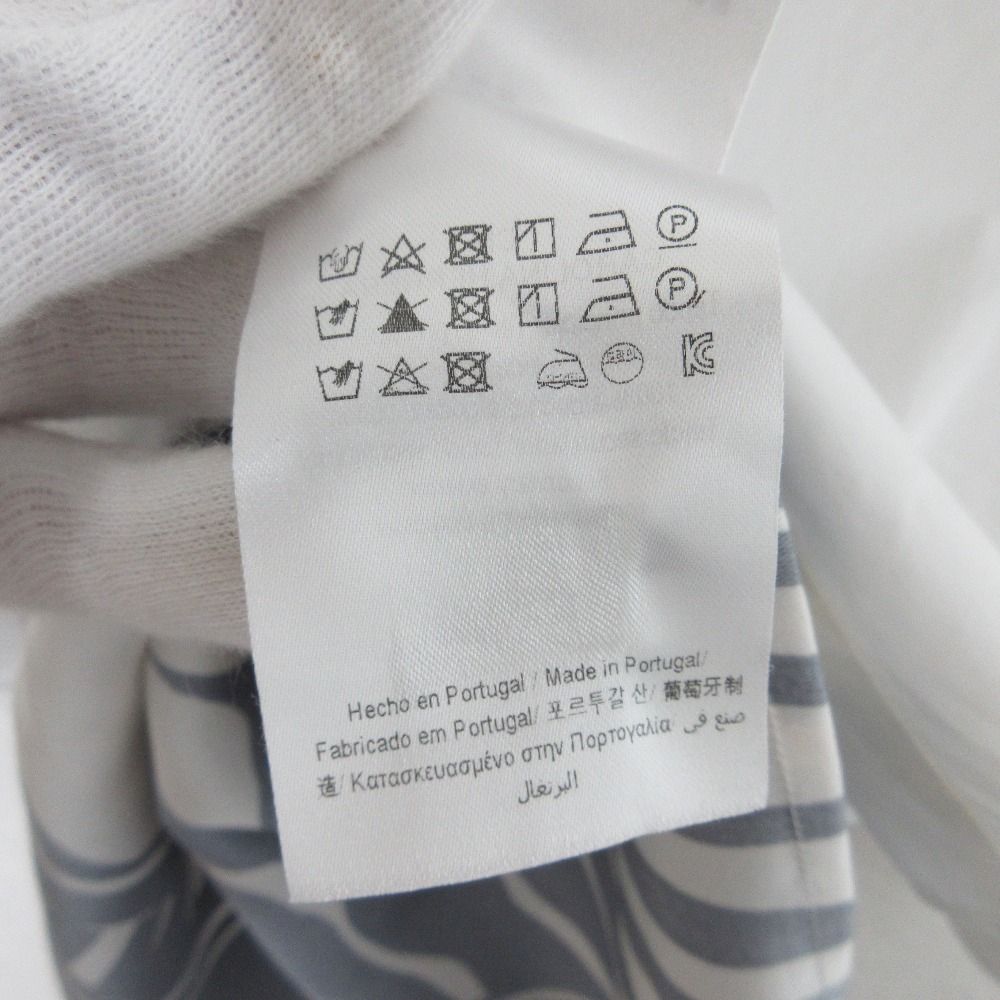 P
P
Hecho en Portugal / Made in Portugal/
Fabricado em Portugal/ 포르투갈 산/ 葡萄牙制
造/ Κατασκευασμένο στην Πορτογαλία/ صنع في
البرتغال